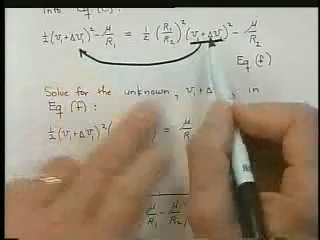 into Eq (e):
½(v₁+Δv₁)² - μ/R₁ = ½(R₁/R₂)²(v₁+Δv₁)² - μ/R₂
Eq (f)
Solve for the unknown, v₁+Δ , in
Eq (f):
½(v₁+Δv₁)²( ) = μ/R
μ/R₁ - μ/R₂